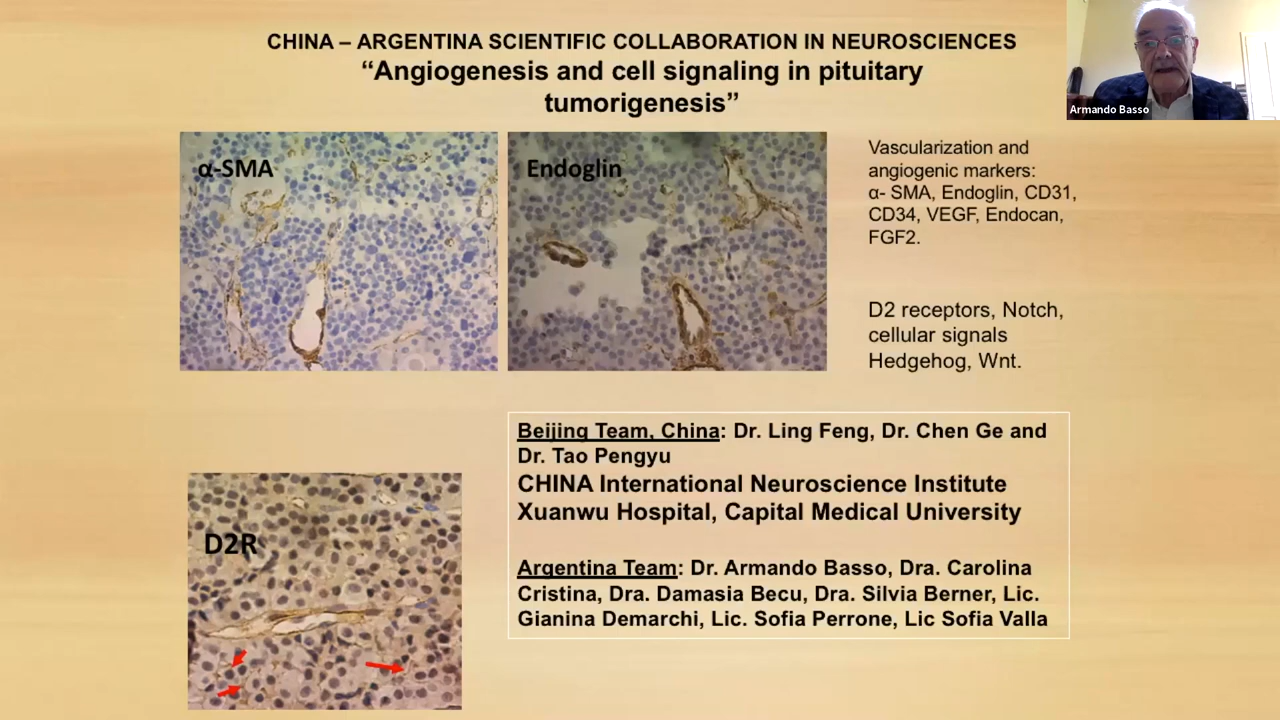 CHINA – ARGENTINA SCIENTIFIC COLLABORATION IN NEUROSCIENCES
“Angiogenesis and cell signaling in pituitary
tumorigenesis”
Armando Basso
α-SMA
Endoglin
Vascularization and
angiogenic markers:
α- SMA, Endoglin, CD31,
CD34, VEGF, Endocan,
FGF2.
D2 receptors, Notch,
cellular signals
Hedgehog, Wnt.
D2R
Beijing Team, China: Dr. Ling Feng, Dr. Chen Ge and
Dr. Tao Pengyu
CHINA International Neuroscience Institute
Xuanwu Hospital, Capital Medical University
Argentina Team: Dr. Armando Basso, Dra. Carolina
Cristina, Dra. Damasia Becu, Dra. Silvia Berner, Lic.
Gianina Demarchi, Lic. Sofia Perrone, Lic Sofia Valla